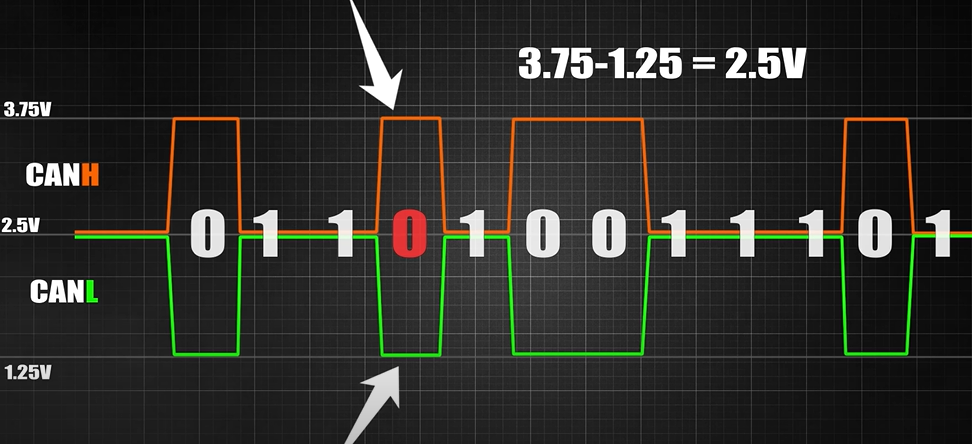 3.75-1.25 = 2.5V
3.75V
CANH
2.5V
0 1 1 1 0 1 0 0 1 1 1 0 1
CANL
1.25V